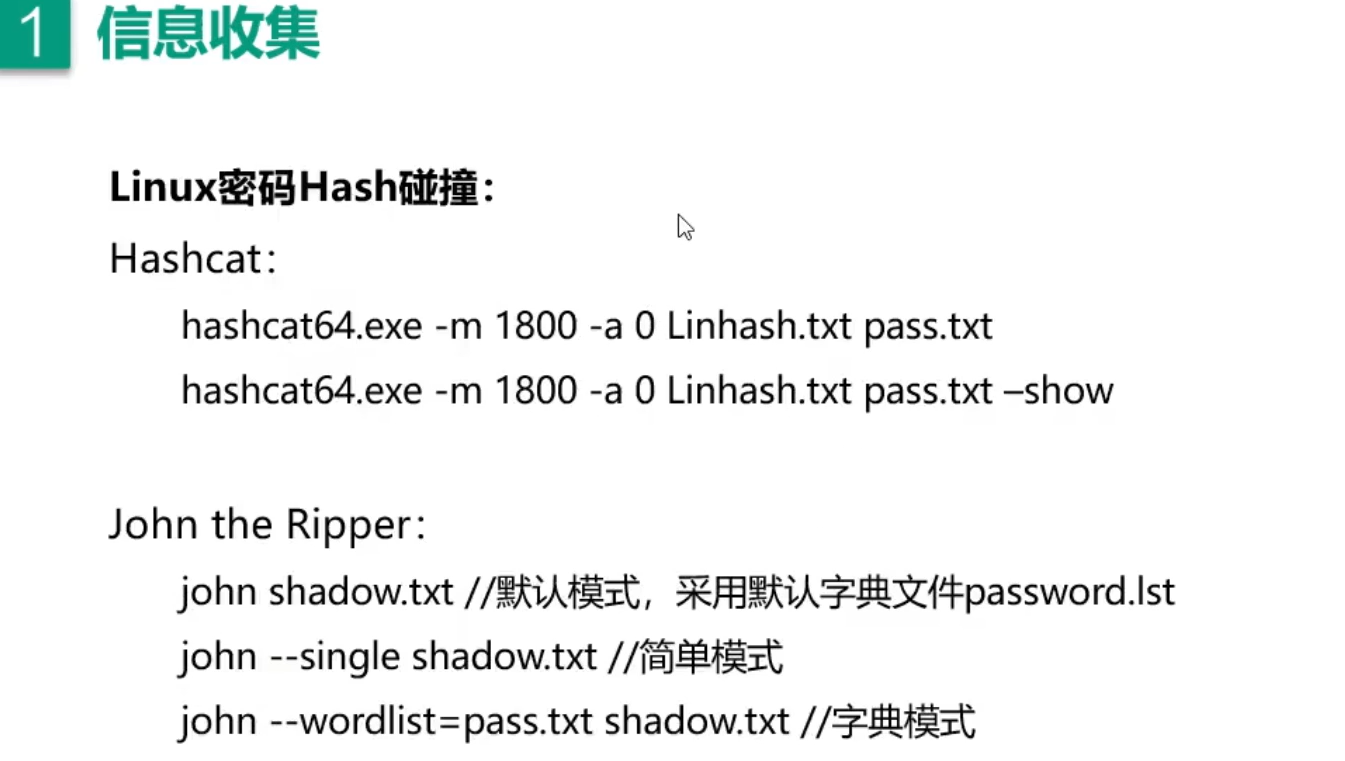 1 信息收集
Linux密码Hash碰撞：
Hashcat：
hashcat64.exe -m 1800 -a 0 Linhash.txt pass.txt
hashcat64.exe -m 1800 -a 0 Linhash.txt pass.txt –show
John the Ripper：
john shadow.txt //默认模式，采用默认字典文件password.lst
john --single shadow.txt //简单模式
john --wordlist=pass.txt shadow.txt //字典模式